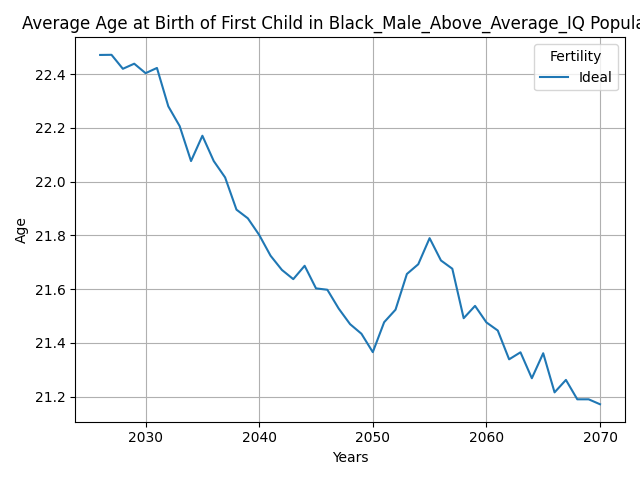 Average Age at Birth of First Child in Black_Male_Above_Average_IQ Popula
Fertility
Ideal
22.4
22.2
22.0
21.8
21.6
21.4
21.2
Age
2030 2040 2050 2060 2070
Years